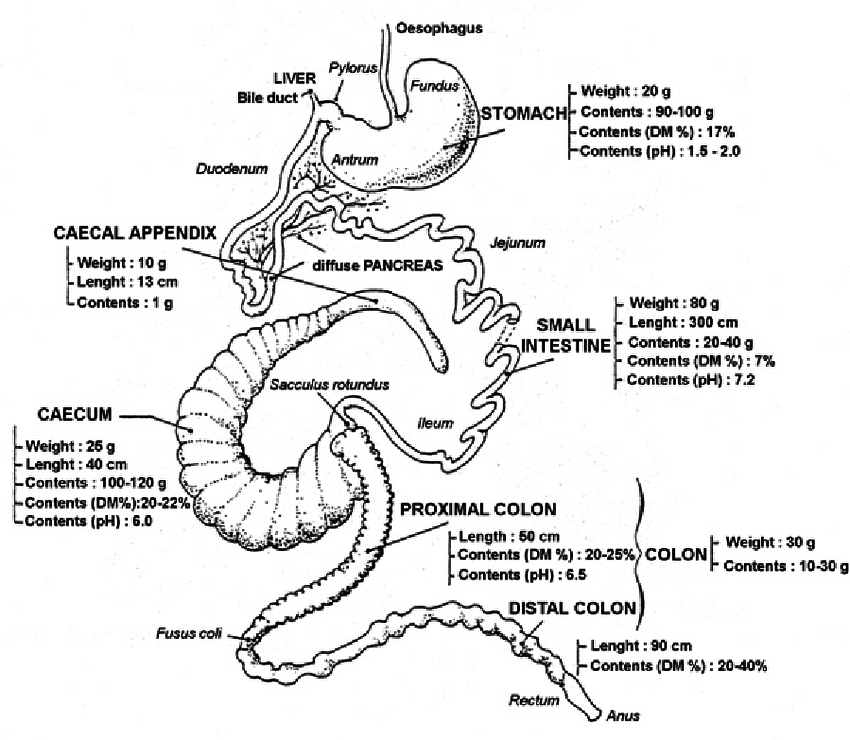 Oesophagus
Pylorus
LIVER
Bile duct
Fundus
STOMACH
Weight : 20 g
Contents : 90-100 g
Contents (DM %) : 17%
Contents (pH) : 1.5 - 2.0
Antrum
Duodenum
CAECAL APPENDIX
Weight : 10 g
Lenght : 13 cm
Contents : 1 g
diffuse PANCREAS
Jejunum
SMALL
INTESTINE
Weight : 80 g
Lenght : 300 cm
Contents : 20-40 g
Contents (DM %) : 7%
Contents (pH) : 7.2
Sacculus rotundus
Ileum
CAECUM
Weight : 25 g
Lenght : 40 cm
Contents : 100-120 g
Contents (DM%):20-22%
Contents (pH) : 6.0
PROXIMAL COLON
Length : 50 cm
Contents (DM %) : 20-25%
Contents (pH) : 6.5
COLON
Weight : 30 g
Contents : 10-30 g
DISTAL COLON
Lenght : 90 cm
Contents (DM %) : 20-40%
Fusus coli
Rectum
Anus